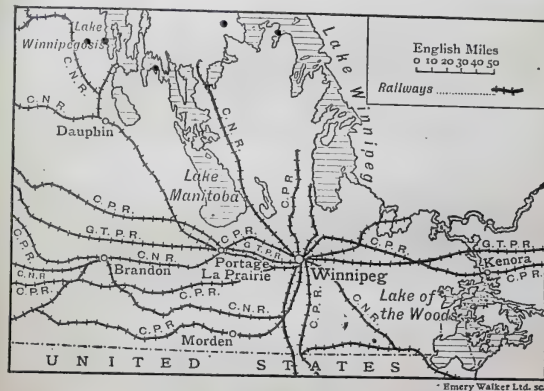 Lake
Winnipegosis
C.N.R.
C.N.R.
Dauphin
Lake
Manitoba
C.N.R.
C.P.R.
Lake Winnipeg
English Miles
0 10 20 30 40 50
Railways
C.P.R.
G.T.P.R.
C.P.R.
C.N.R.
C.N.R.
C.P.R.
Brandon
C.P.R.
G.T.P.R.
Portage
La Prairie
C.P.R.
Winnipeg
C.P.R.
G.T.P.R.
Kenora
C.P.R.
C.P.R.
C.N.R.
Lake of
the Woods
C.N.R.
C.P.R.
Morden
UNITED STATES
Emery Walker Ltd. sc.